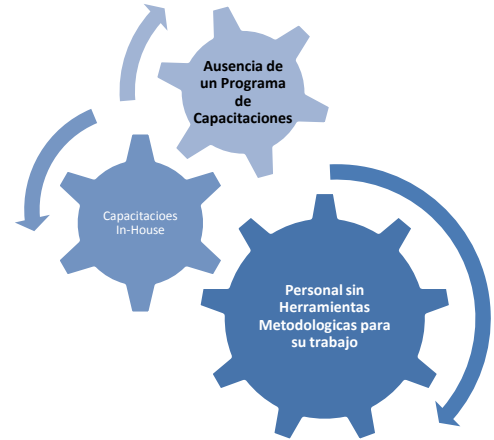 Ausencia de
un Programa
de
Capacitaciones
Capacitacioes
In-House
Personal sin
Herramientas
Metodologicas para
su trabajo